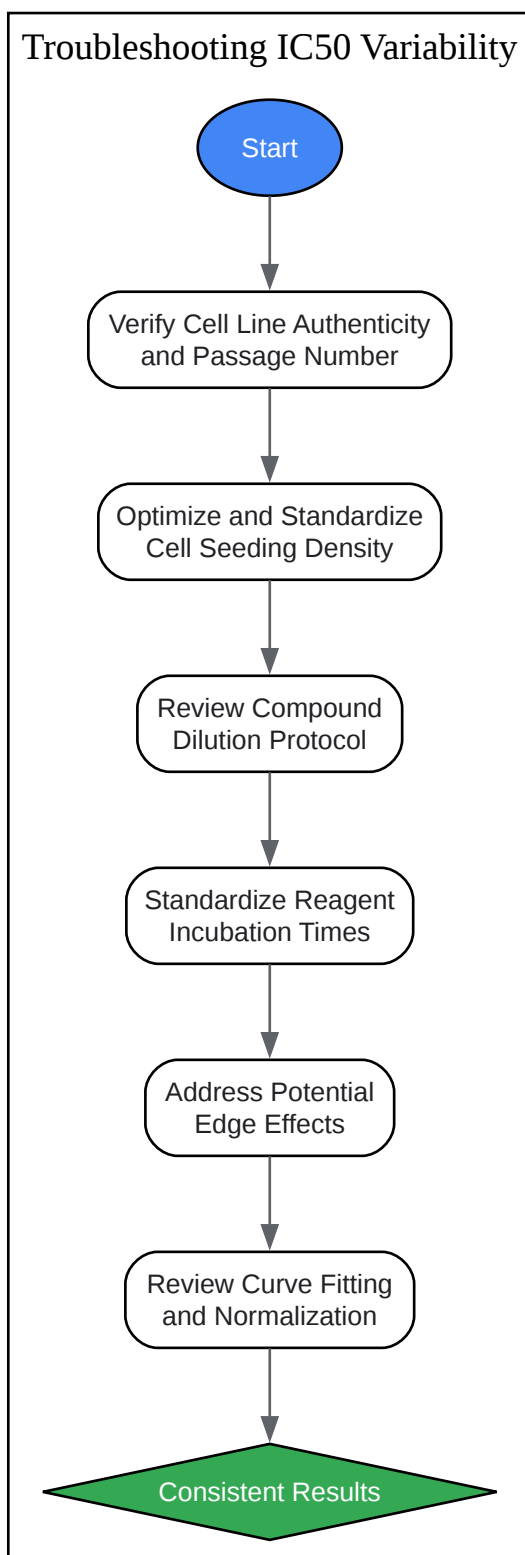 Troubleshooting IC50 Variability
Start
Verify Cell Line Authenticity
and Passage Number
Optimize and Standardize
Cell Seeding Density
Review Compound
Dilution Protocol
Standardize Reagent
Incubation Times
Address Potential
Edge Effects
Review Curve Fitting
and Normalization
Consistent Results